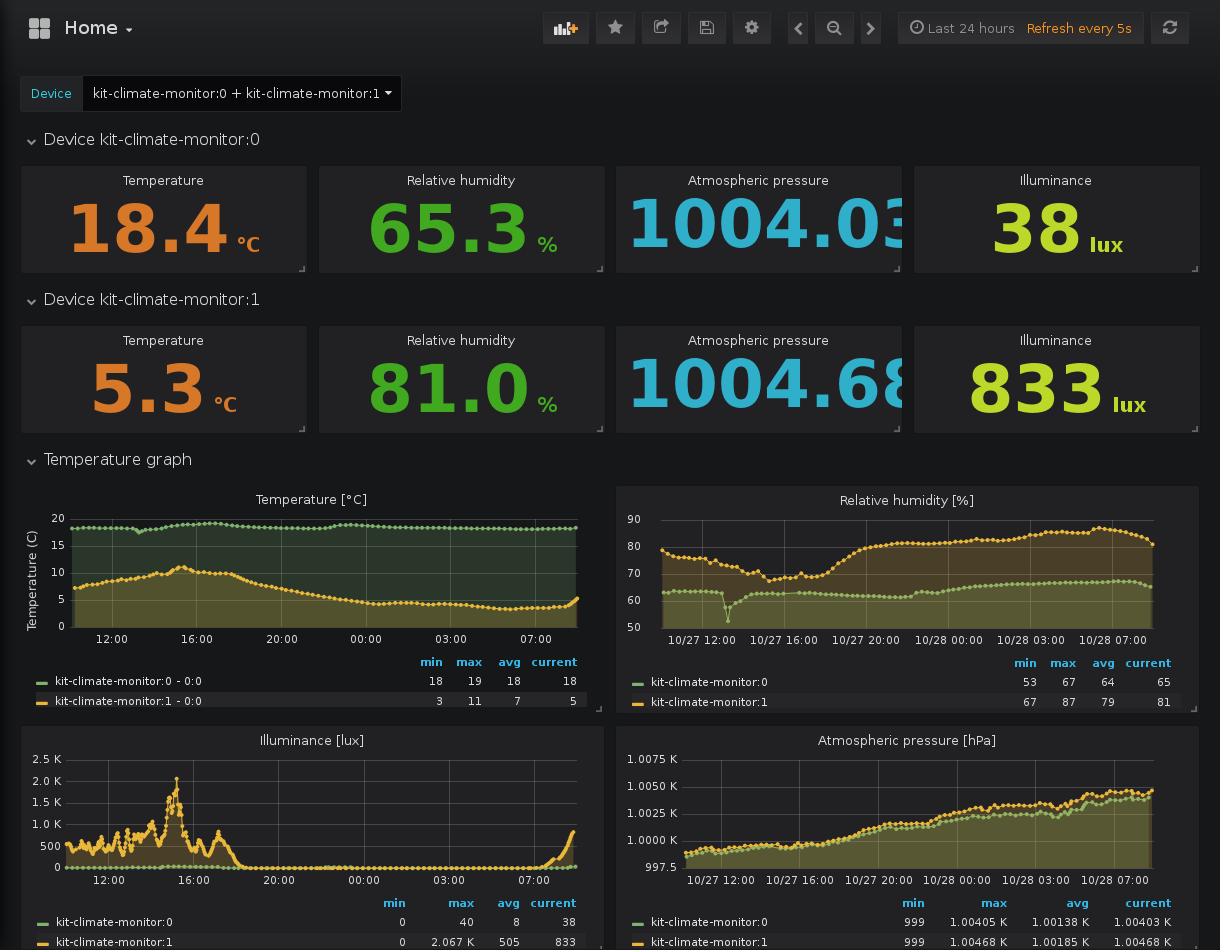 Home
Last 24 hours Refresh every 5s
Device kit-climate-monitor:0 + kit-climate-monitor:1
Device kit-climate-monitor:0
Temperature Relative humidity Atmospheric pressure Illuminance
18.4 °C 65.3 % 1004.03 38 lux
Device kit-climate-monitor:1
Temperature Relative humidity Atmospheric pressure Illuminance
5.3 °C 81.0 % 1004.68 833 lux
Temperature graph
Temperature [°C]
Temperature (C)
20
15
10
5
0
12:00 16:00 20:00 00:00 03:00 07:00
min max avg current
kit-climate-monitor:0 - 0:0 18 19 18 18
kit-climate-monitor:1 - 0:0 3 11 7 5
Relative humidity [%]
90
80
70
60
50
10/27 12:00 10/27 16:00 10/27 20:00 10/28 00:00 10/28 03:00 10/28 07:00
min max avg current
kit-climate-monitor:0 53 67 64 65
kit-climate-monitor:1 67 87 79 81
Illuminance [lux]
2.5 K
2.0 K
1.5 K
1.0 K
500
0
12:00 16:00 20:00 00:00 03:00 07:00
min max avg current
kit-climate-monitor:0 0 40 8 38
kit-climate-monitor:1 0 2.067 K 505 833
Atmospheric pressure [hPa]
1.0075 K
1.0050 K
1.0025 K
1.0000 K
997.5
10/27 12:00 10/27 16:00 10/27 20:00 10/28 00:00 10/28 03:00 10/28 07:00
min max avg current
kit-climate-monitor:0 999 1.00405 K 1.00138 K 1.00403 K
kit-climate-monitor:1 999 1.00468 K 1.00185 K 1.00468 K